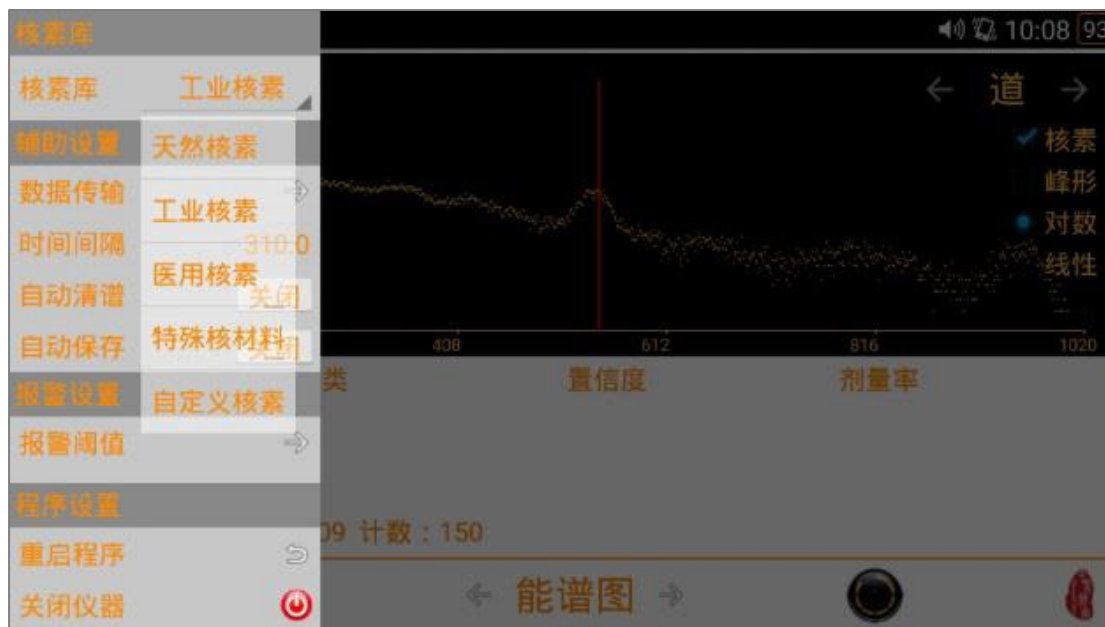 核素库
10:08 93
核素库 工业核素
← 道 →
辅助设置
天然核素
核素
数据传输
峰形
工业核素
时间间隔 310.0
对数
医用核素
线性
自动清谱 关闭
特殊核材料
自动保存 关闭
408 612 816 1020
报警设置
自定义核素
类 置信度 剂量率
报警阈值
程序设置
09 计数：150
重启程序
← 能谱图 →
关闭仪器